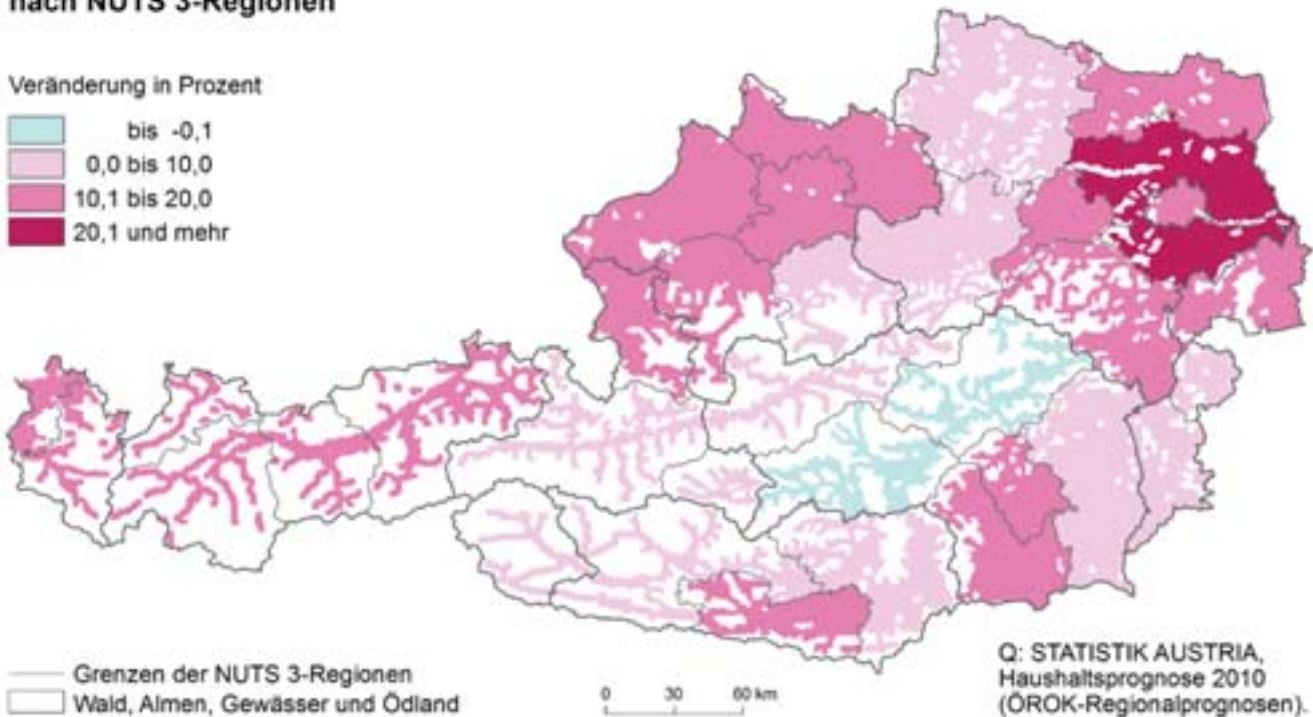 nach NUTS 3-Regionen
Veränderung in Prozent
bis -0,1
0,0 bis 10,0
10,1 bis 20,0
20,1 und mehr
Grenzen der NUTS 3-Regionen
Wald, Almen, Gewässer und Ödland
0 30 60 km
Q: STATISTIK AUSTRIA,
Haushaltsprognose 2010
(ÖROK-Regionalprognosen).